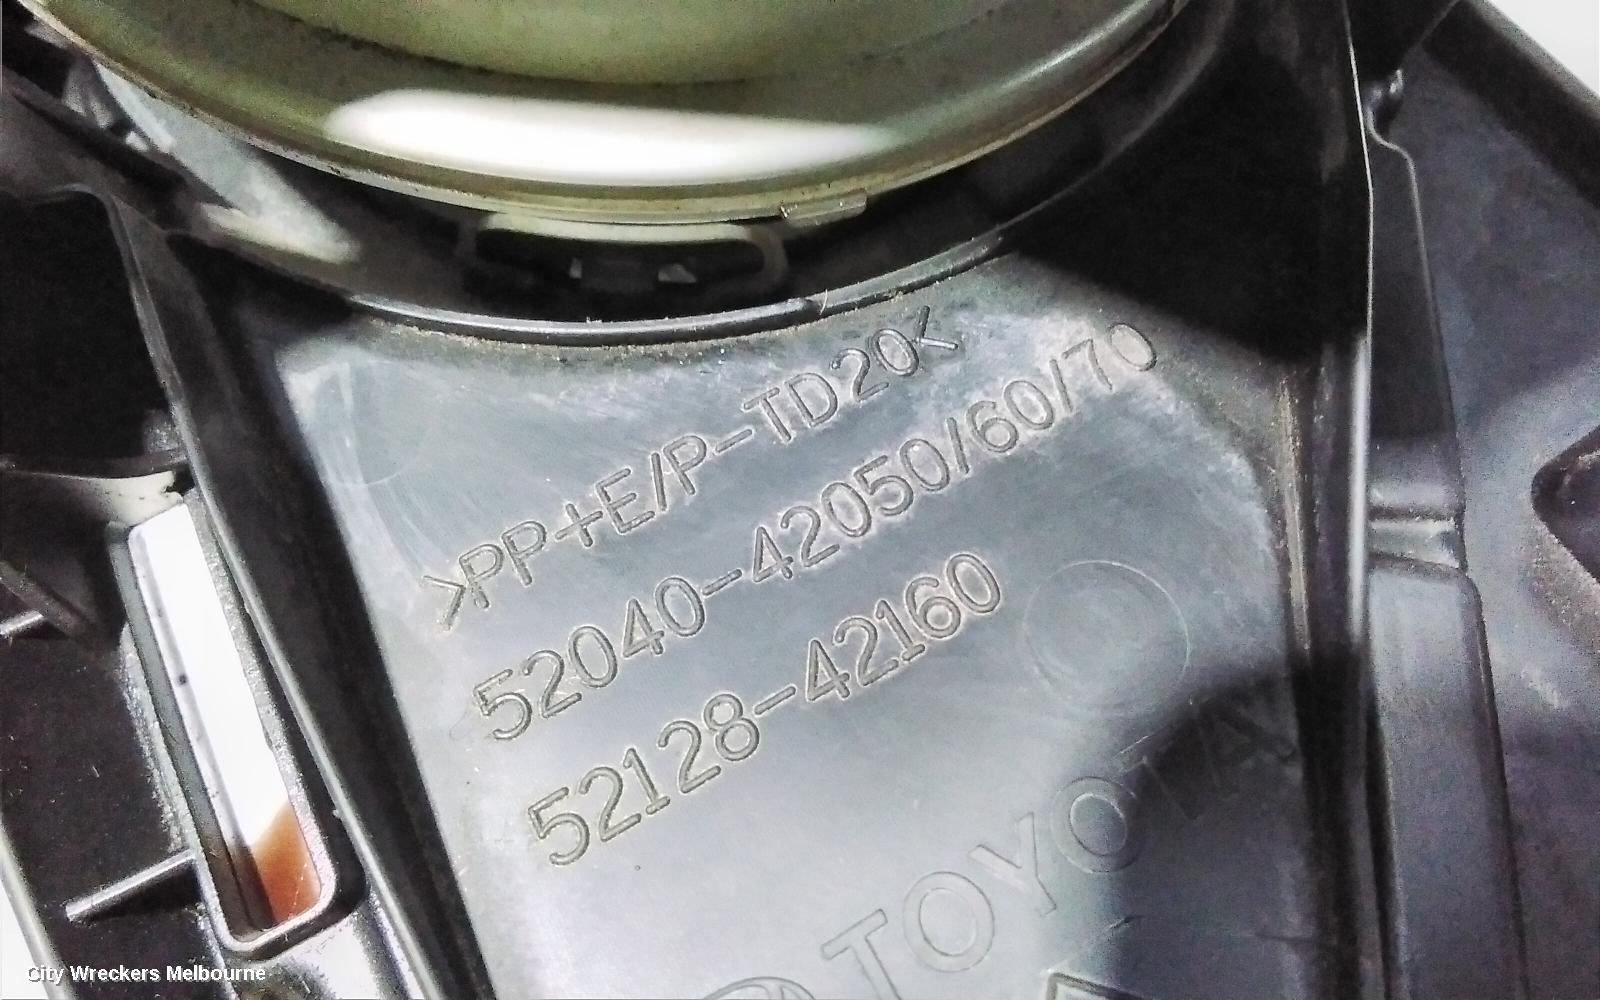 >PP+E/P-TD20<
52040-42050/60/70
52128-42160
TOYOTA
City Wreckers Melbourne